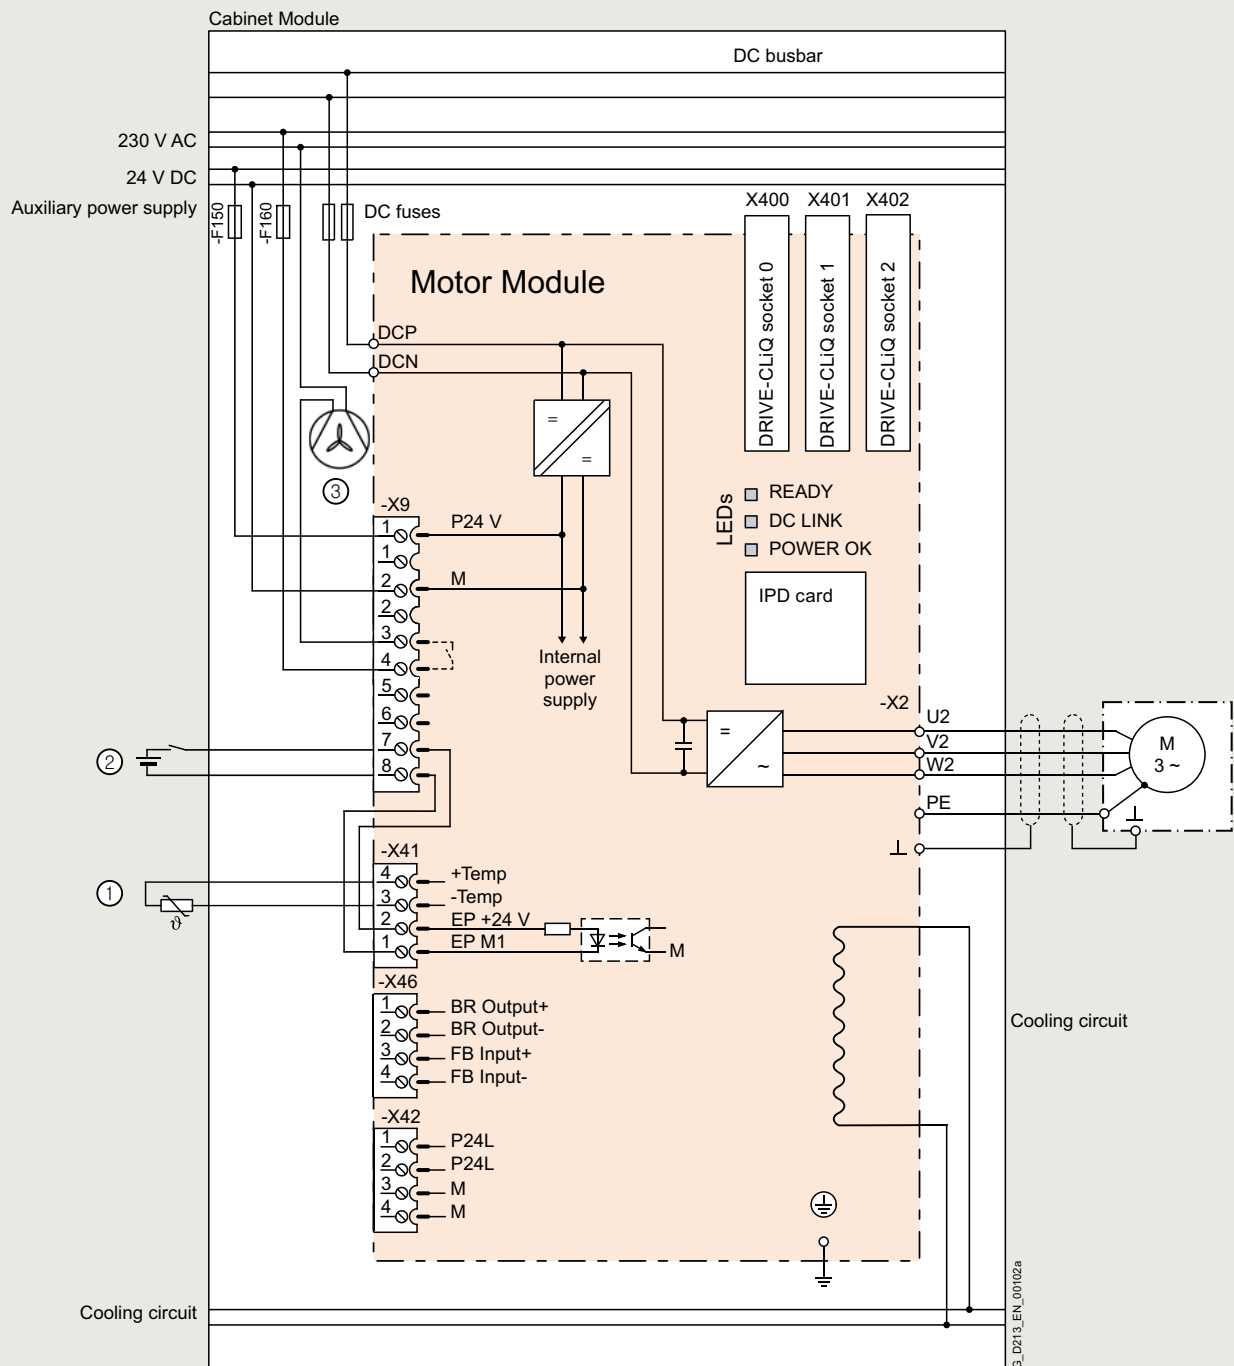 Cabinet Module
DC busbar
230 V AC
24 V DC
Auxiliary power supply
-F150
-F160
DC fuses
X400
X401
X402
DRIVE-CLiQ socket 0
DRIVE-CLiQ socket 1
DRIVE-CLiQ socket 2
Motor Module
DCP
DCN
=
=
3
LEDs
READY
DC LINK
POWER OK
-X9
1
P24 V
1
2
M
2
3
4
5
6
7
8
Internal
power
supply
IPD card
-X2
U2
V2
W2
PE
=
~
M
3 ~
2
1
ϑ
-X41
4
+Temp
3
-Temp
2
EP +24 V
1
EP M1
M
-X46
1
BR Output+
2
BR Output-
3
FB Input+
4
FB Input-
-X42
1
P24L
2
P24L
3
M
4
M
Cooling circuit
Cooling circuit
G_D213_EN_00102a